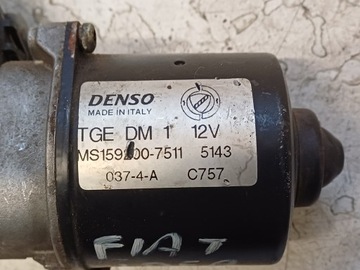 DENSO
MADE IN ITALY
TGE DM 1 12V
MS159200-7511 5143
037-4-A C757
FIAT